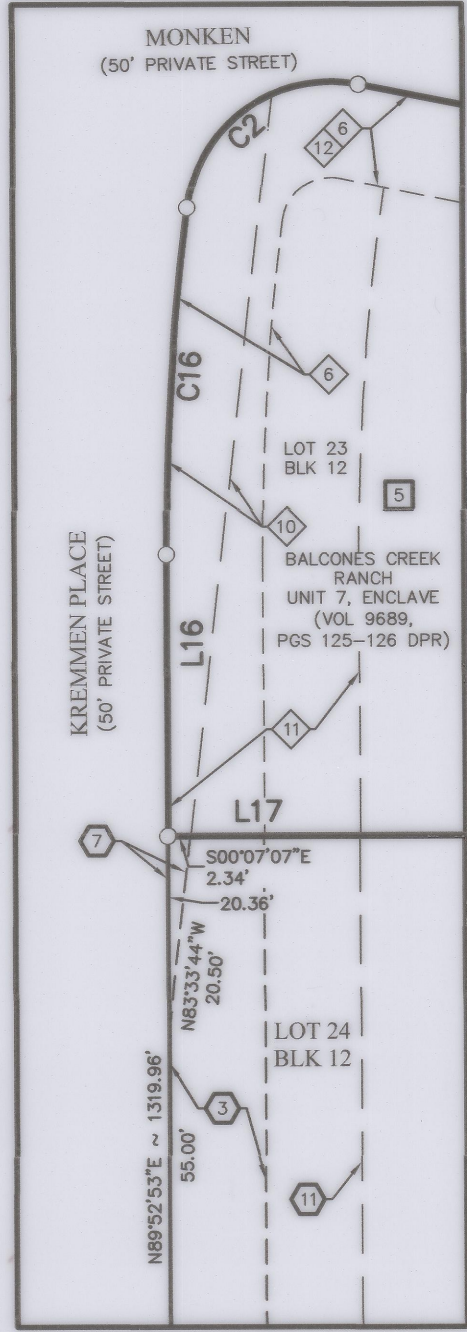 MONKEN
(50' PRIVATE STREET)
C2
6
12
C16
6
LOT 23
BLK 12
5
10
KREMMEN PLACE
(50' PRIVATE STREET)
L16
BALCONES CREEK
RANCH
UNIT 7, ENCLAVE
(VOL 9689,
PGS 125-126 DPR)
11
L17
7
S00°07'07"E
2.34'
20.36'
N83°33'44"W
20.50'
LOT 24
BLK 12
N89°52'53"E ~ 1319.96'
55.00'
3
11